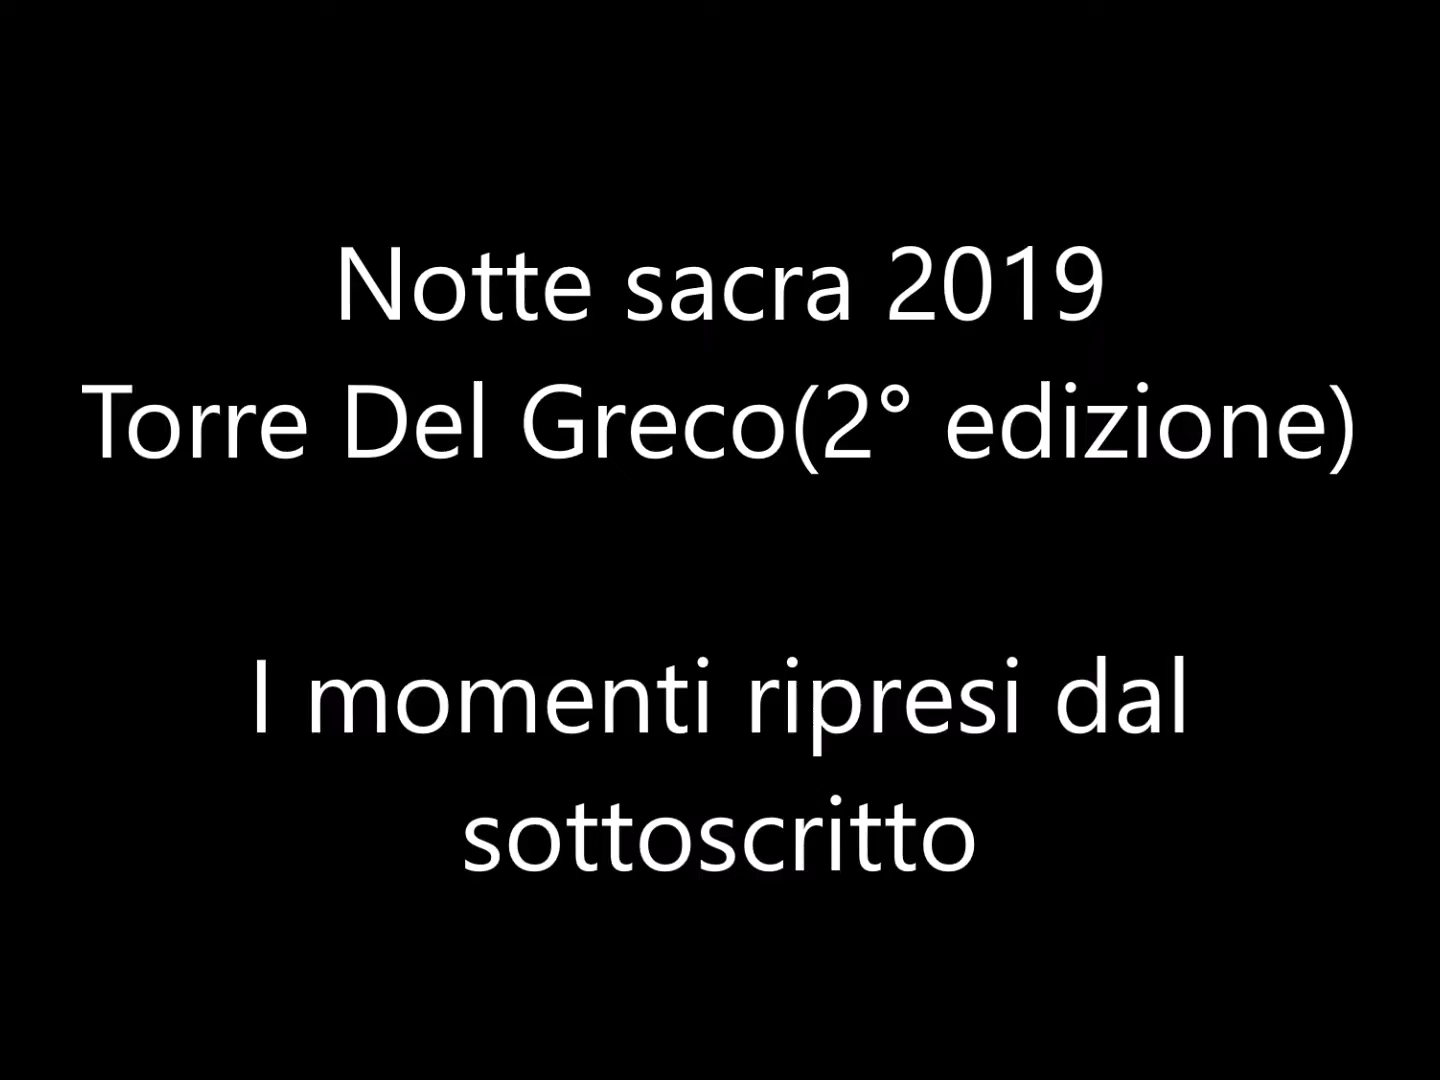 Notte sacra 2019
Torre Del Greco(2° edizione)
I momenti ripresi dal
sottoscritto